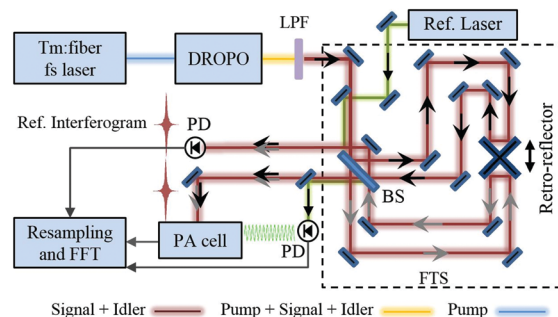 LPF
Ref. Laser
Tm:fiber
fs laser
DROPO
Ref. Interferogram
PD
BS
Retro-reflector
Resampling
and FFT
PA cell
PD
FTS
Signal + Idler
Pump + Signal + Idler
Pump